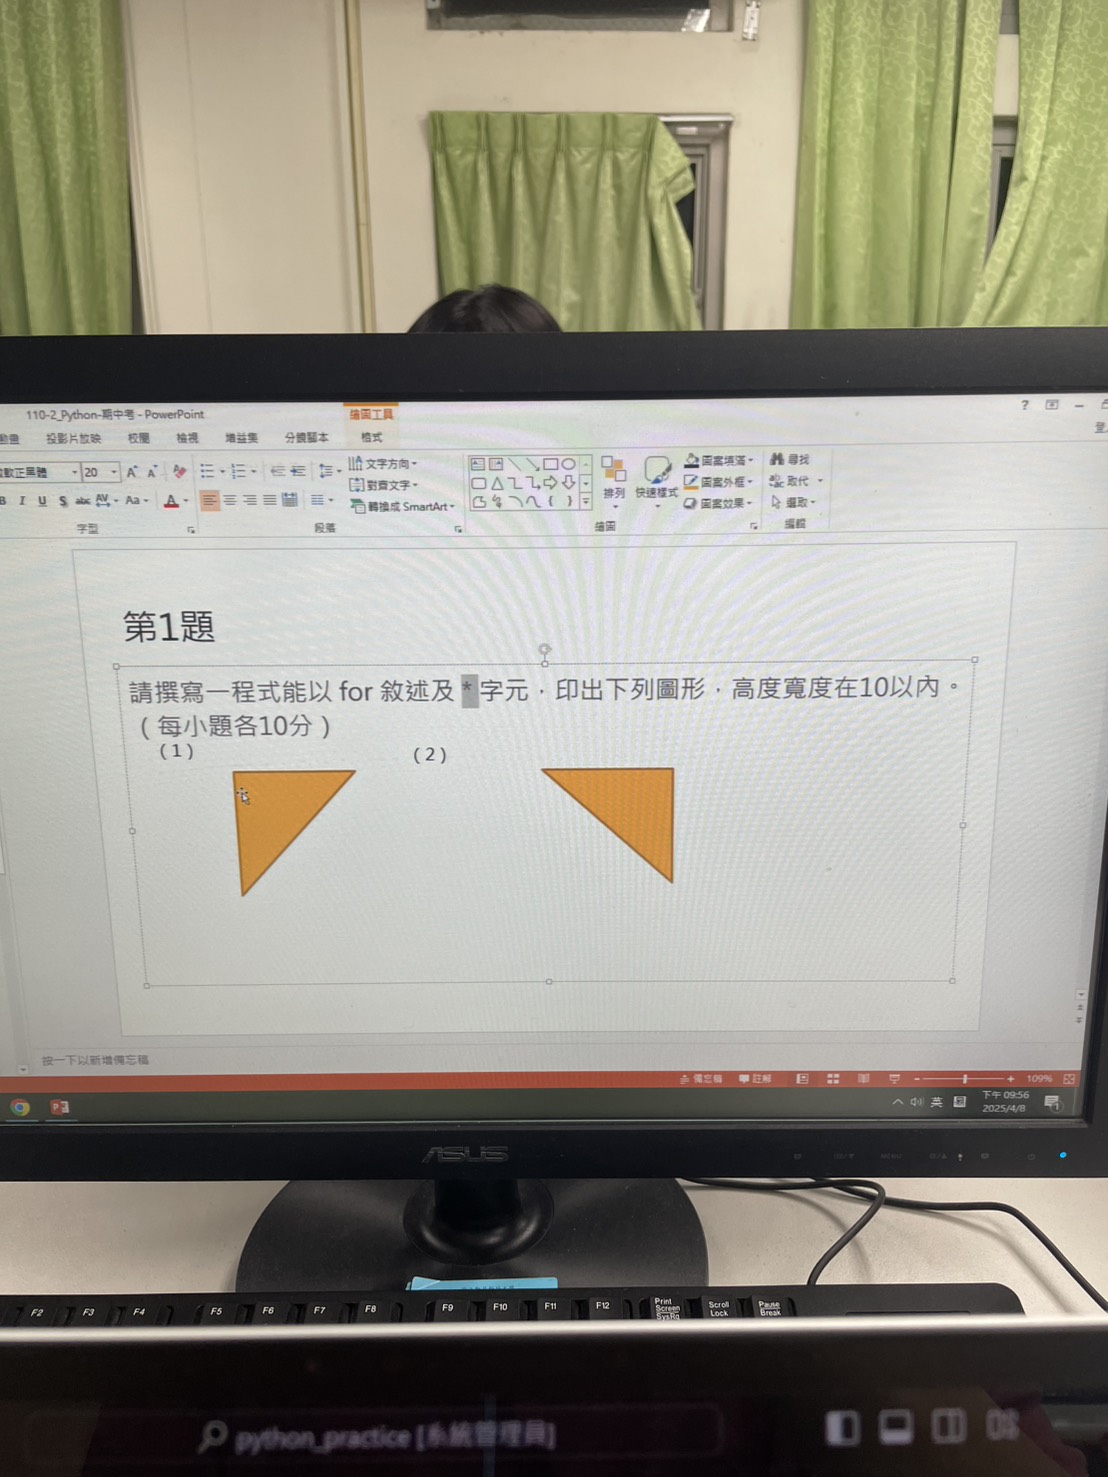 110-2_Python-期中考 - PowerPoint
繪圖工具
投影片放映 校閱 檢視 增益集 分鏡腳本 格式
20
文字方向
對齊文字
轉換成 SmartArt
排列
快速樣式
圖案填滿
圖案外框
圖案效果
尋找
取代
選取
字型 段落 繪圖 編輯
第1題
請撰寫一程式能以 for 敘述及 * 字元，印出下列圖形，高度寬度在10以內。
（每小題各10分）
（1） （2）
按一下以新增備忘稿
備忘稿 註解 109%
英
下午 09:56
2025/4/8
ASUS
MENU
F2 F3 F4 F5 F6 F7 F8 F9 F10 F11 F12
Print Screen SysRq
Scroll Lock
Pause Break
python_practice [系統管理員]